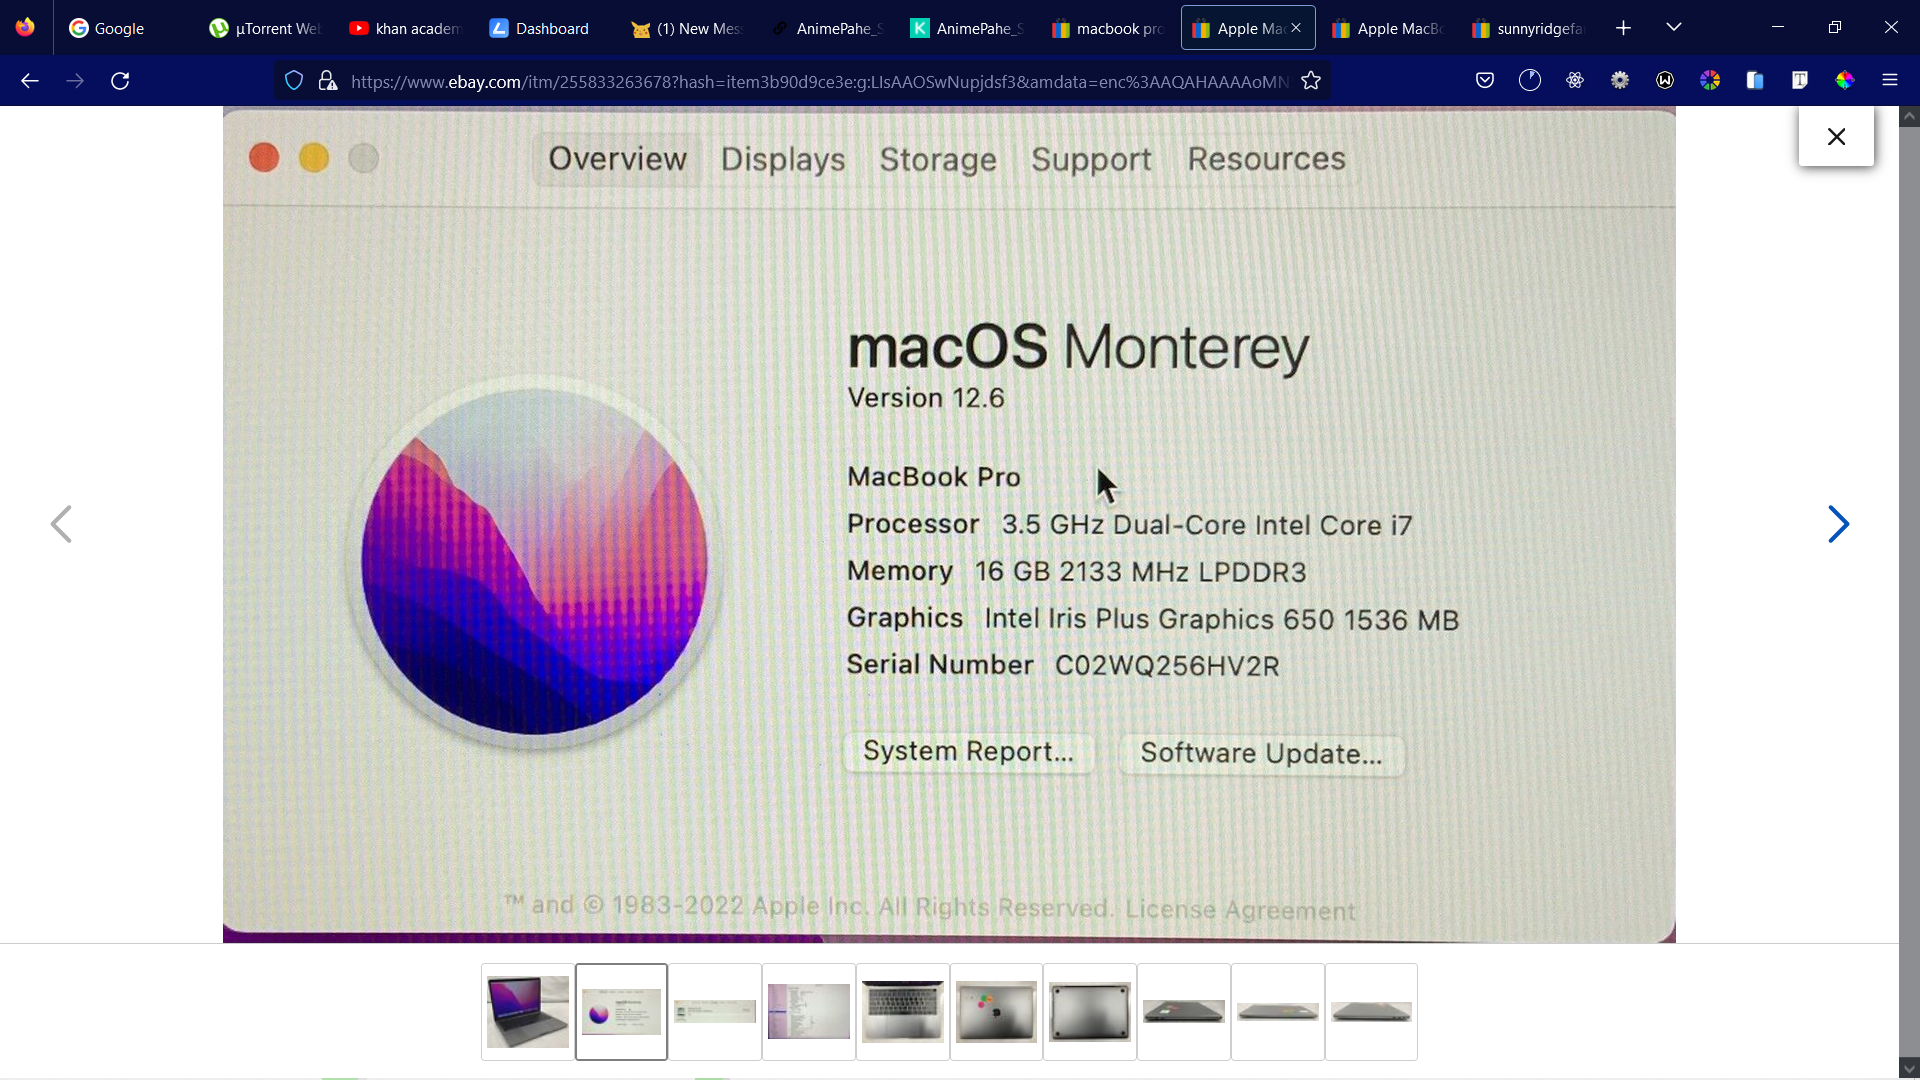 Google
µTorrent We
khan academ
Dashboard
(1) New Mes
AnimePahe_S
AnimePahe_S
macbook pro
Apple Mac
Apple MacBo
sunnyridgefa
https://www.ebay.com/itm/255833263678?hash=item3b90d9ce3e:g:LIsAAOSwNupjdsf3&amdata=enc%3AAQAHAAAAoMN
Overview Displays Storage Support Resources
macOS Monterey
Version 12.6
MacBook Pro
Processor 3.5 GHz Dual-Core Intel Core i7
Memory 16 GB 2133 MHz LPDDR3
Graphics Intel Iris Plus Graphics 650 1536 MB
Serial Number C02WQ256HV2R
System Report... Software Update...
™ and © 1983-2022 Apple Inc. All Rights Reserved. License Agreement